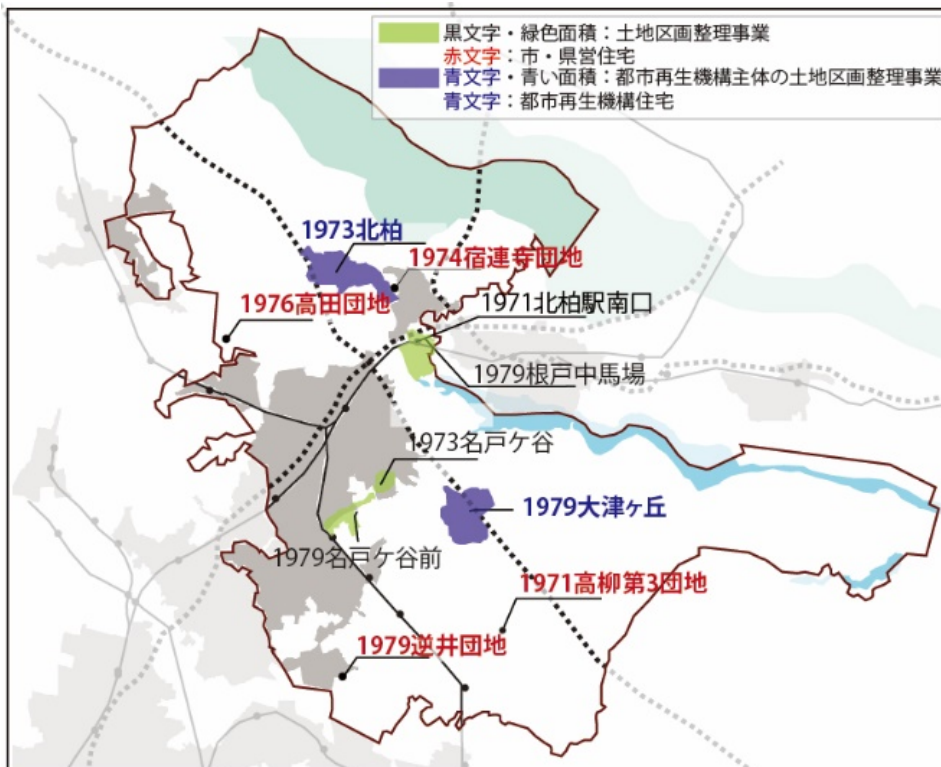 黒文字・緑色面積：土地区画整理事業
赤文字：市・県営住宅
青文字・青い面積：都市再生機構主体の土地区画整理事業
青文字：都市再生機構住宅
1973北柏
1974宿連寺団地
1976高田団地
1971北柏駅南口
1979根戸中馬場
1973名戸ケ谷
1979大津ヶ丘
1979名戸ケ谷前
1971高柳第3団地
1979逆井団地